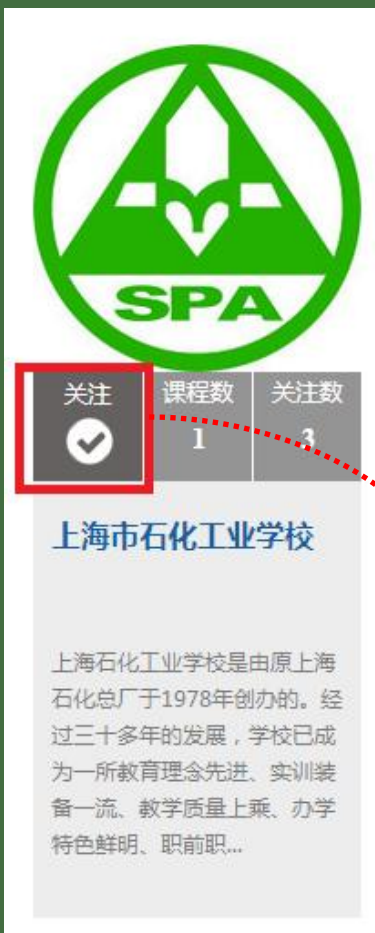 SPA
关注 课程数 关注数
1 3
上海市石化工业学校
上海石化工业学校是由原上海
石化总厂于1978年创办的。经
过三十多年的发展，学校已成
为一所教育理念先进、实训装
备一流、教学质量上乘、办学
特色鲜明、职前职...